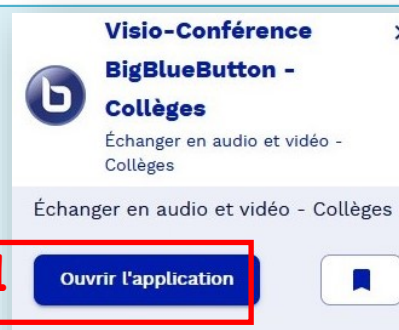 Visio-Conférence
BigBlueButton -
Collèges
Échanger en audio et vidéo -
Collèges
Échanger en audio et vidéo - Collèges
1
Ouvrir l'application